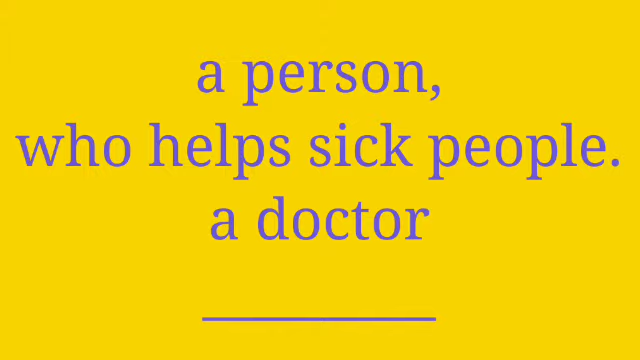 a person,
who helps sick people.
a doctor